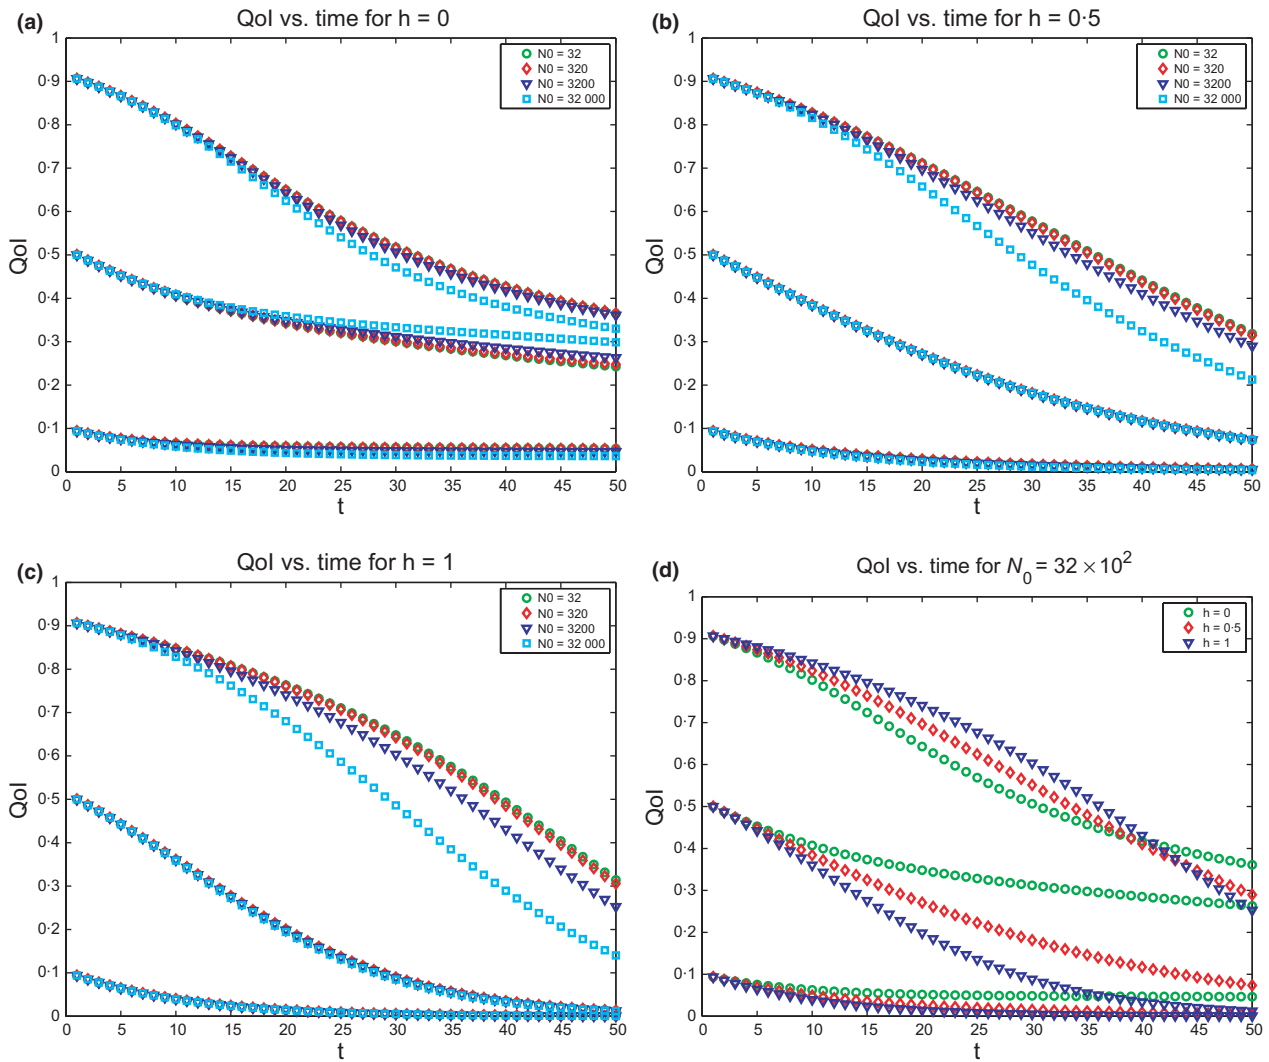 (a)
QoI vs. time for h = 0
1
0·9
0·8
0·7
0·6
0·5
0·4
0·3
0·2
0·1
0
QoI
0 5 10 15 20 25 30 35 40 45 50
t
N0 = 32
N0 = 320
N0 = 3200
N0 = 32 000
(b)
QoI vs. time for h = 0·5
1
0·9
0·8
0·7
0·6
0·5
0·4
0·3
0·2
0·1
0
QoI
0 5 10 15 20 25 30 35 40 45 50
t
N0 = 32
N0 = 320
N0 = 3200
N0 = 32 000
(c)
QoI vs. time for h = 1
1
0·9
0·8
0·7
0·6
0·5
0·4
0·3
0·2
0·1
0
QoI
0 5 10 15 20 25 30 35 40 45 50
t
N0 = 32
N0 = 320
N0 = 3200
N0 = 32 000
(d)
QoI vs. time for N₀ = 32 × 10²
1
0·9
0·8
0·7
0·6
0·5
0·4
0·3
0·2
0·1
0
QoI
0 5 10 15 20 25 30 35 40 45 50
t
h = 0
h = 0·5
h = 1